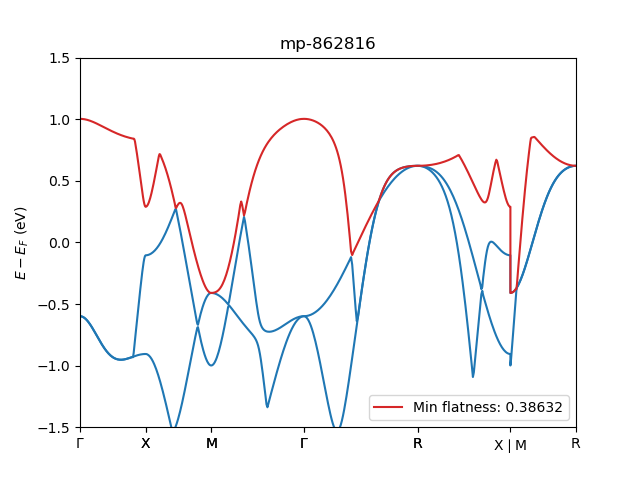 mp-862816
1.5
1.0
0.5
0.0
−0.5
−1.0
−1.5
E − E_F (eV)
Min flatness: 0.38632
Γ X M Γ R X | M R